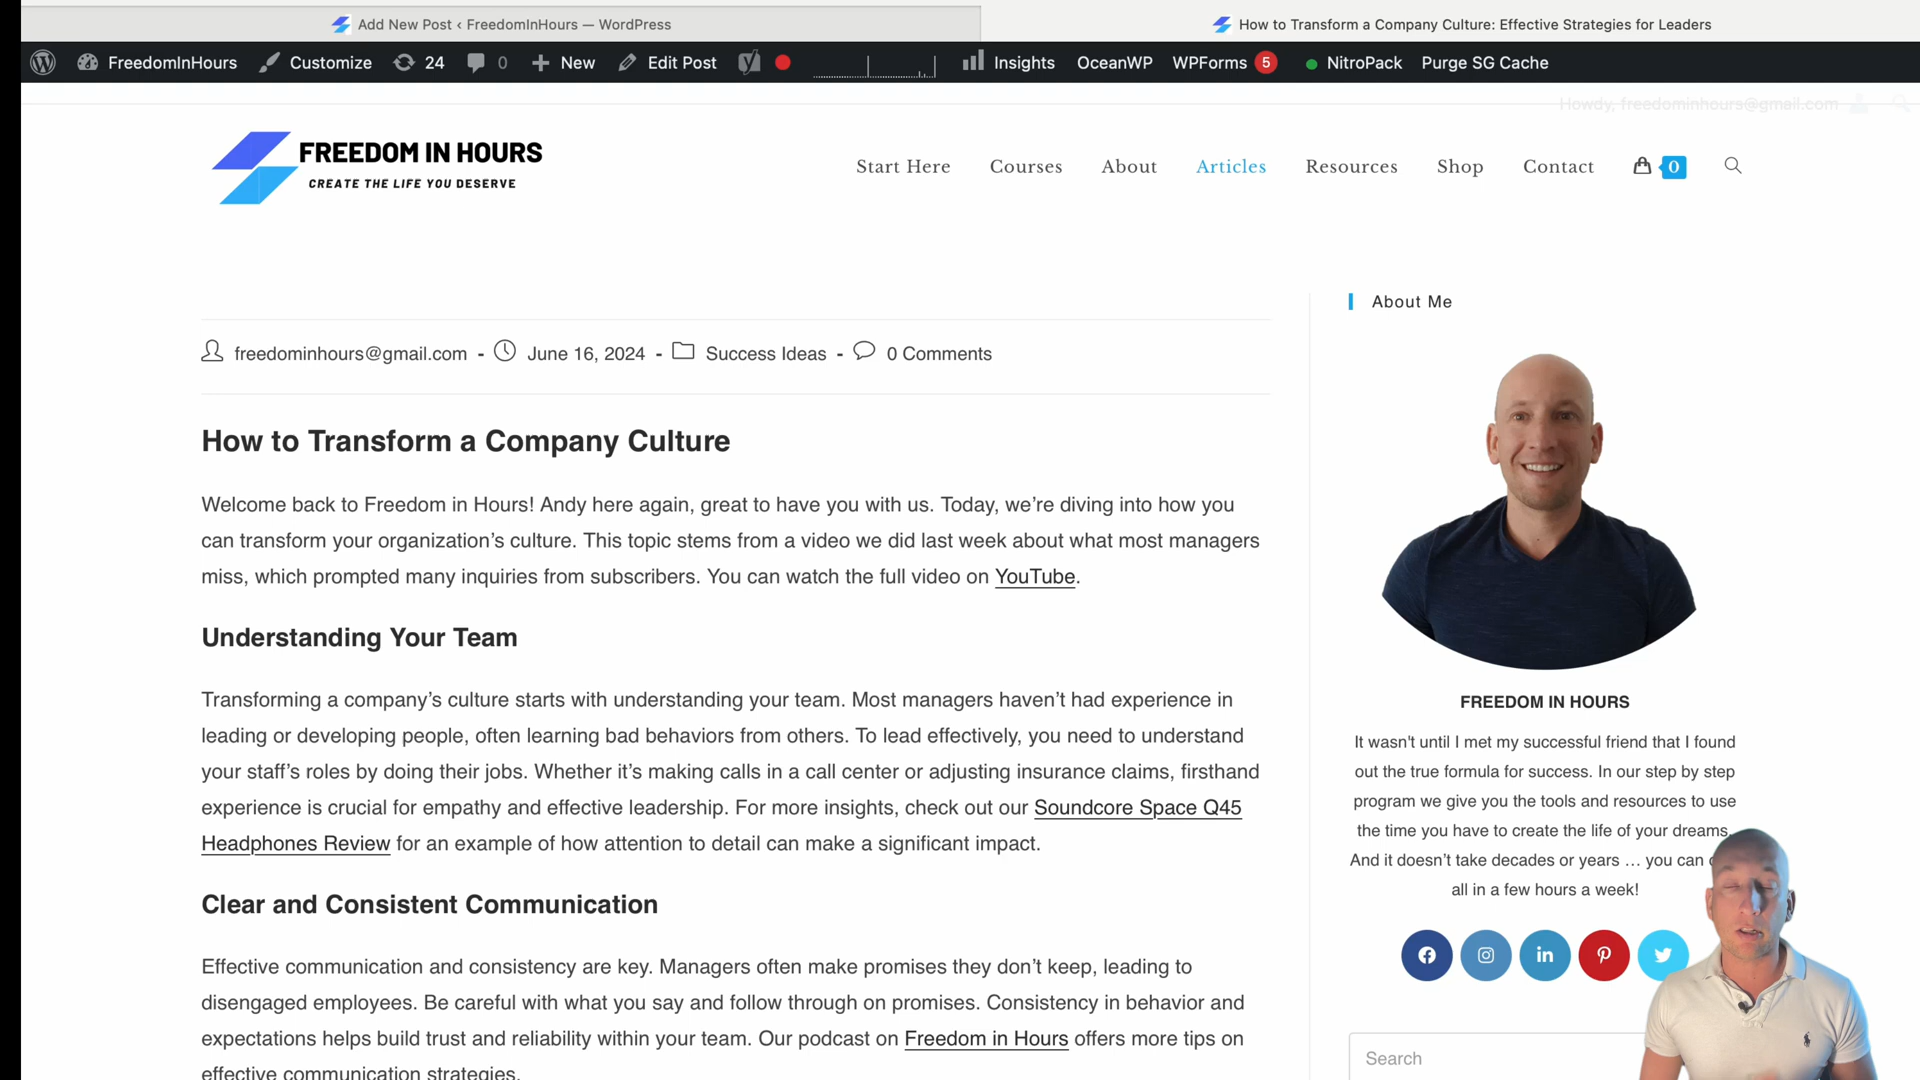 Add New Post ‹ FreedomInHours — WordPress
How to Transform a Company Culture: Effective Strategies for Leaders
FreedomInHours Customize 24 0 New Edit Post Insights OceanWP WPForms 5 NitroPack Purge SG Cache
Howdy, freedominhours@gmail.com
FREEDOM IN HOURS
CREATE THE LIFE YOU DESERVE
Start Here Courses About Articles Resources Shop Contact 0
freedominhours@gmail.com - June 16, 2024 - Success Ideas - 0 Comments
How to Transform a Company Culture
Welcome back to Freedom in Hours! Andy here again, great to have you with us. Today, we’re diving into how you
can transform your organization’s culture. This topic stems from a video we did last week about what most managers
miss, which prompted many inquiries from subscribers. You can watch the full video on YouTube.
Understanding Your Team
Transforming a company’s culture starts with understanding your team. Most managers haven’t had experience in
leading or developing people, often learning bad behaviors from others. To lead effectively, you need to understand
your staff’s roles by doing their jobs. Whether it’s making calls in a call center or adjusting insurance claims, firsthand
experience is crucial for empathy and effective leadership. For more insights, check out our Soundcore Space Q45
Headphones Review for an example of how attention to detail can make a significant impact.
Clear and Consistent Communication
Effective communication and consistency are key. Managers often make promises they don’t keep, leading to
disengaged employees. Be careful with what you say and follow through on promises. Consistency in behavior and
expectations helps build trust and reliability within your team. Our podcast on Freedom in Hours offers more tips on
effective communication strategies.
About Me
FREEDOM IN HOURS
It wasn't until I met my successful friend that I found
out the true formula for success. In our step by step
program we give you the tools and resources to use
the time you have to create the life of your dreams.
And it doesn’t take decades or years … you can
all in a few hours a week!
Search